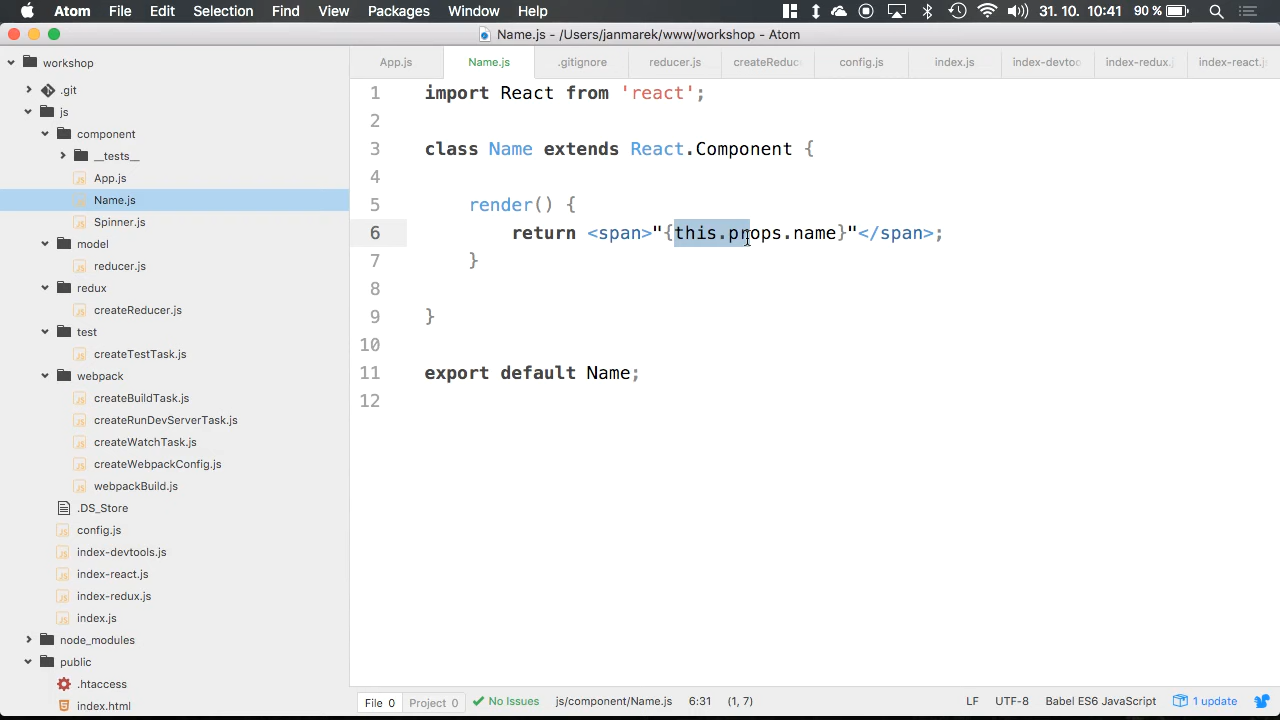 Atom File Edit Selection Find View Packages Window Help 31. 10. 10:41 90 %
Name.js - /Users/janmarek/www/workshop - Atom
workshop
.git
js
component
__tests__
App.js
Name.js
Spinner.js
model
reducer.js
redux
createReducer.js
test
createTestTask.js
webpack
createBuildTask.js
createRunDevServerTask.js
createWatchTask.js
createWebpackConfig.js
webpackBuild.js
.DS_Store
config.js
index-devtools.js
index-react.js
index-redux.js
index.js
node_modules
public
.htaccess
index.html
App.js Name.js .gitignore reducer.js createReduc config.js index.js index-devtoo index-redux.j index-react.j
1 import React from 'react';
2
3 class Name extends React.Component {
4
5 render() {
6 return <span>"{this.props.name}"</span>;
7 }
8
9 }
10
11 export default Name;
12
File 0 Project 0 No Issues js/component/Name.js 6:31 (1, 7) LF UTF-8 Babel ES6 JavaScript 1 update